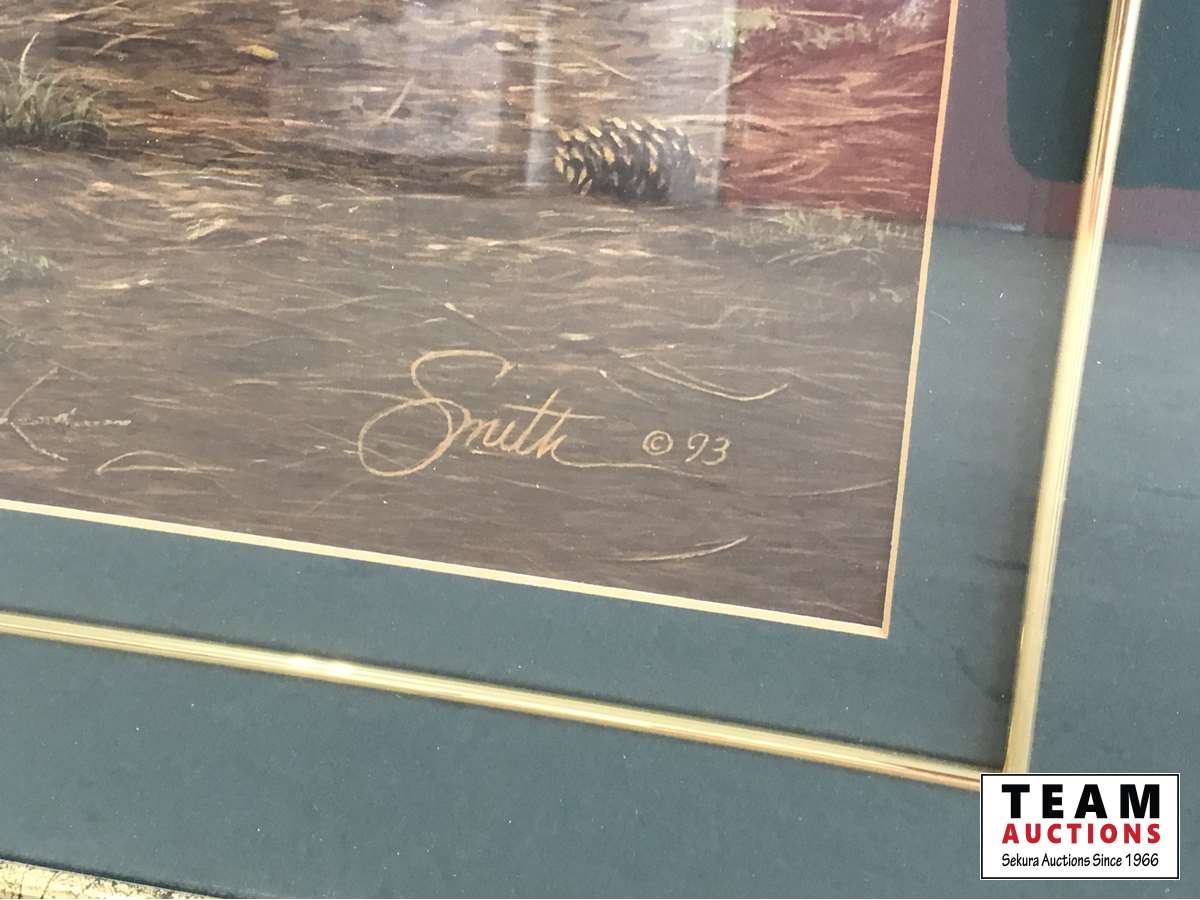 Smith © 93
TEAM
AUCTIONS
Sekura Auctions Since 1966